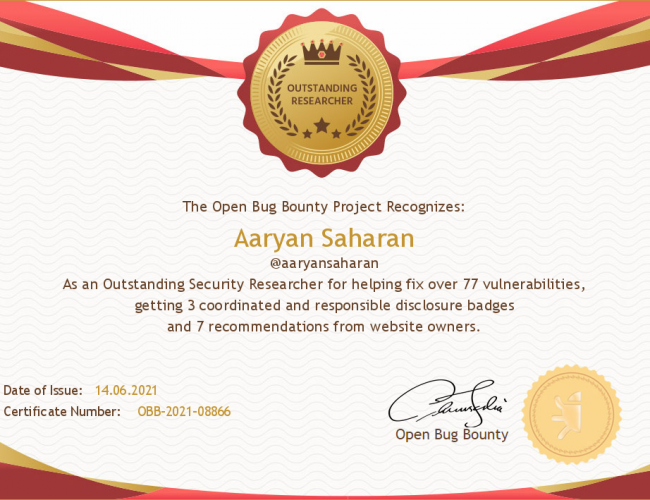 OUTSTANDING
RESEARCHER
The Open Bug Bounty Project Recognizes:
Aaryan Saharan
@aaryansaharan
As an Outstanding Security Researcher for helping fix over 77 vulnerabilities,
getting 3 coordinated and responsible disclosure badges
and 7 recommendations from website owners.
Date of Issue: 14.06.2021
Certificate Number: OBB-2021-08866
Open Bug Bounty